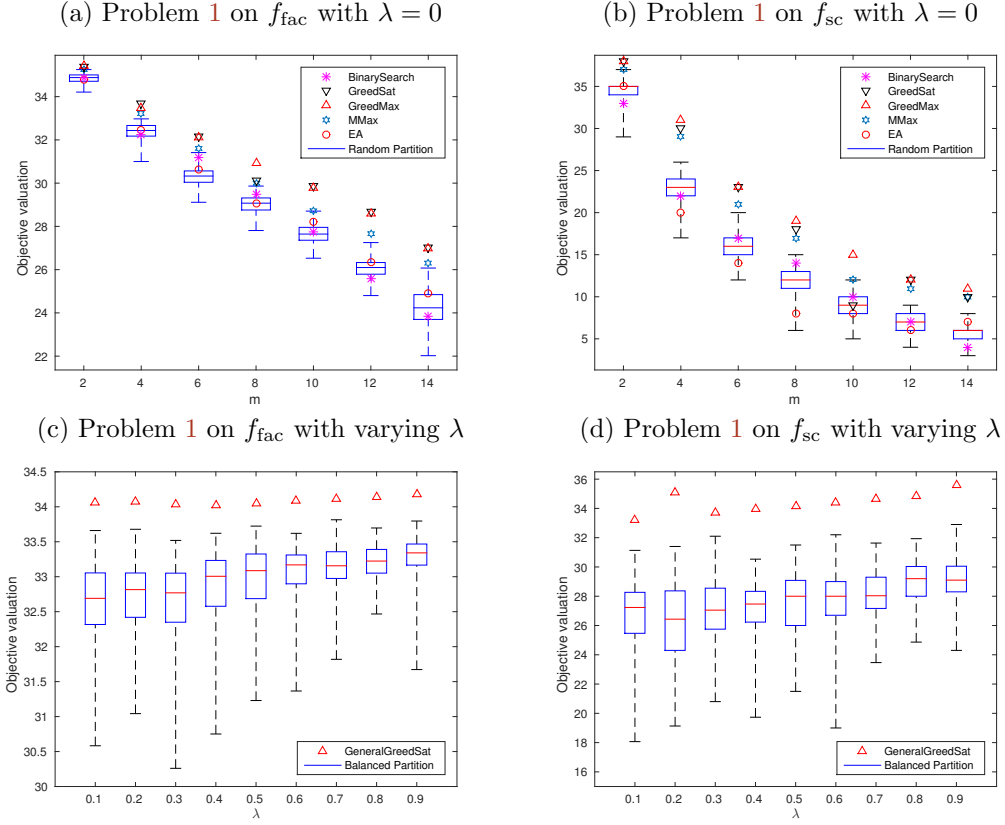 (a) Problem 1 on f_fac with λ = 0
34
32
30
28
26
24
22
Objective valuation
BinarySearch
GreedSat
GreedMax
MMax
EA
Random Partition
2 4 6 8 10 12 14
m
(b) Problem 1 on f_sc with λ = 0
35
30
25
20
15
10
5
Objective valuation
BinarySearch
GreedSat
GreedMax
MMax
EA
Random Partition
2 4 6 8 10 12 14
m
(c) Problem 1 on f_fac with varying λ
34.5
34
33.5
33
32.5
32
31.5
31
30.5
30
Objective valuation
GeneralGreedSat
Balanced Partition
0.1 0.2 0.3 0.4 0.5 0.6 0.7 0.8 0.9
λ
(d) Problem 1 on f_sc with varying λ
36
34
32
30
28
26
24
22
20
18
16
Objective valuation
GeneralGreedSat
Balanced Partition
0.1 0.2 0.3 0.4 0.5 0.6 0.7 0.8 0.9
λ